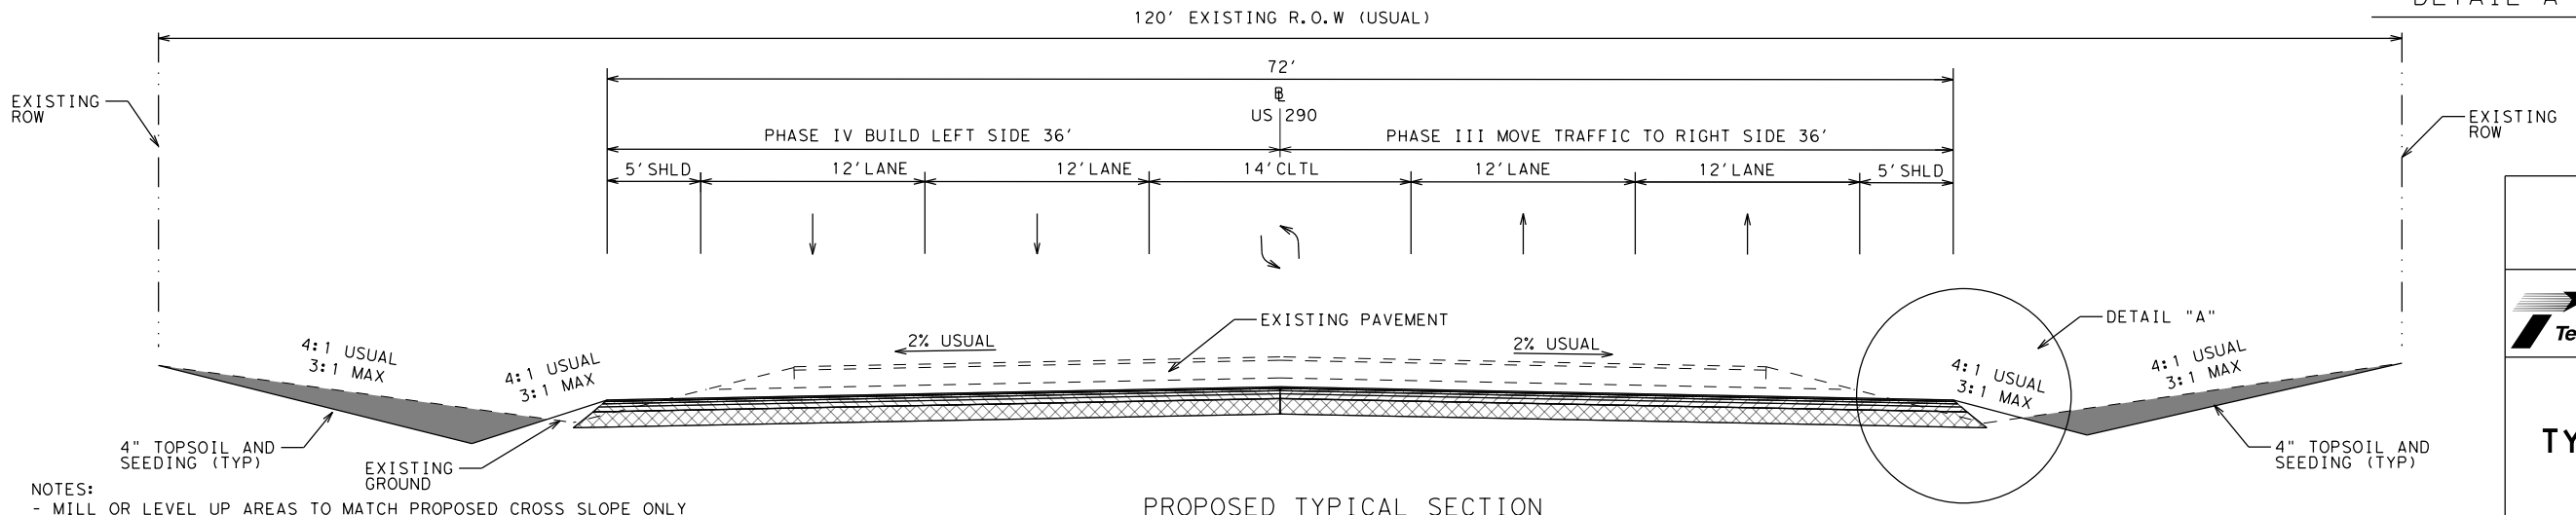 DETAIL "A"
120' EXISTING R.O.W (USUAL)
72'
US 290
EXISTING
ROW
EXISTING
ROW
PHASE IV BUILD LEFT SIDE 36'
PHASE III MOVE TRAFFIC TO RIGHT SIDE 36'
5' SHLD
12' LANE
12' LANE
14' CLTL
12' LANE
12' LANE
5' SHLD
EXISTING PAVEMENT
DETAIL "A"
2% USUAL
2% USUAL
4:1 USUAL
3:1 MAX
4:1 USUAL
3:1 MAX
4:1 USUAL
3:1 MAX
4:1 USUAL
3:1 MAX
4" TOPSOIL AND
SEEDING (TYP)
EXISTING
GROUND
4" TOPSOIL AND
SEEDING (TYP)
Te
TY
NOTES:
- MILL OR LEVEL UP AREAS TO MATCH PROPOSED CROSS SLOPE ONLY
PROPOSED TYPICAL SECTION